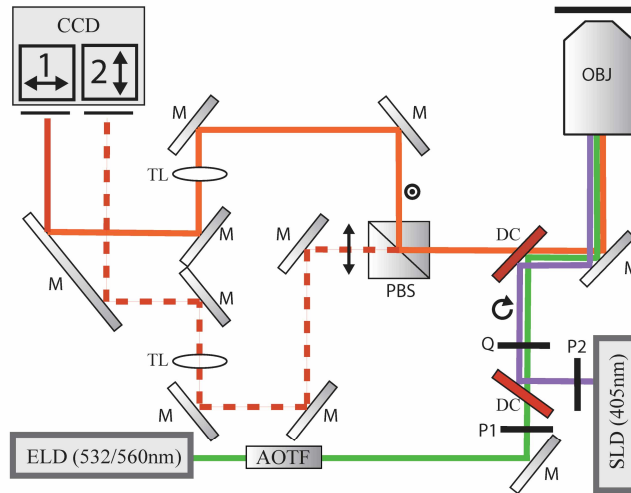 CCD
1
2
OBJ
M
M
TL
M
M
DC
M
PBS
M
M
TL
Q
P2
DC
M
M
P1
SLD (405nm)
ELD (532/560nm)
AOTF
M